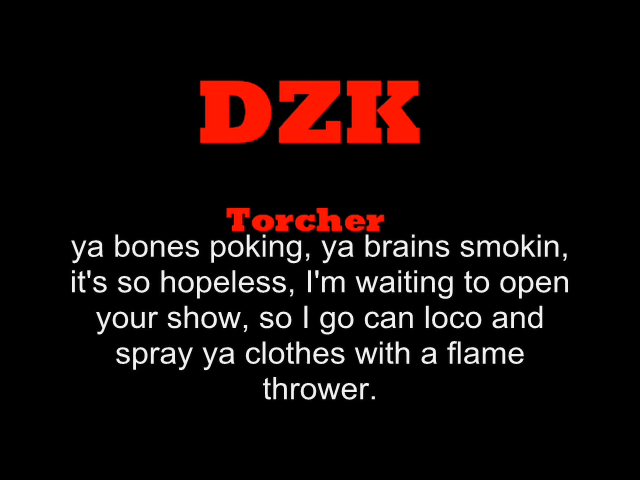 DZK
Torcher
ya bones poking, ya brains smokin,
it's so hopeless, I'm waiting to open
your show, so I go can loco and
spray ya clothes with a flame
thrower.